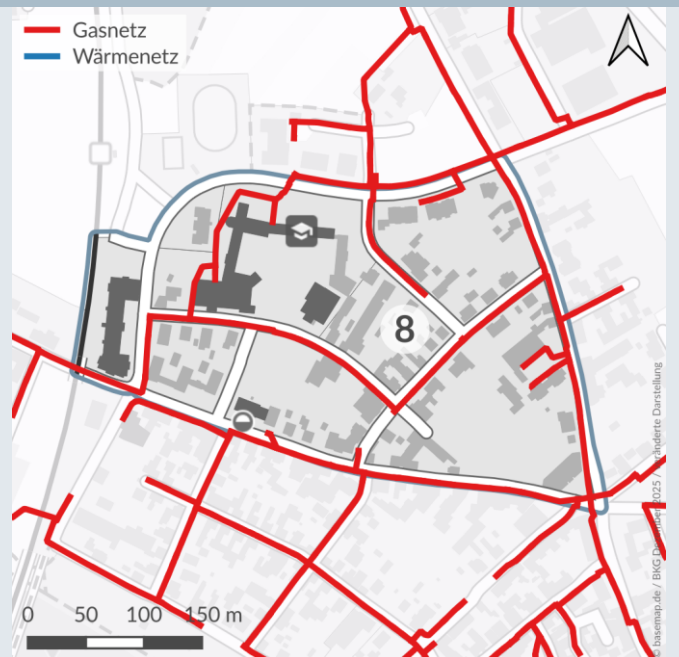 Gasnetz
Wärmenetz
8
0 50 100 150 m
© basemap.de / BKG Dezember 2025 / veränderte Darstellung